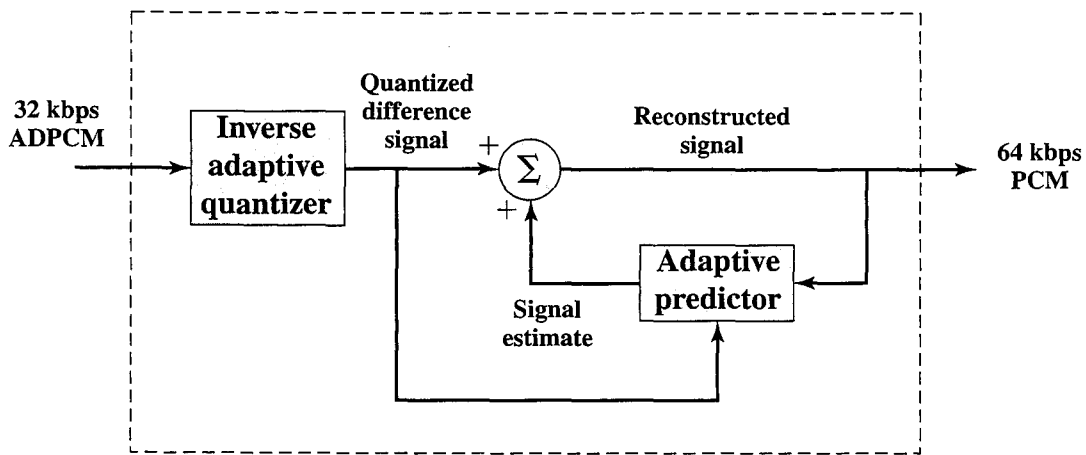 32 kbps
ADPCM
Inverse
adaptive
quantizer
Quantized
difference
signal
+
Σ
+
Reconstructed
signal
64 kbps
PCM
Adaptive
predictor
Signal
estimate